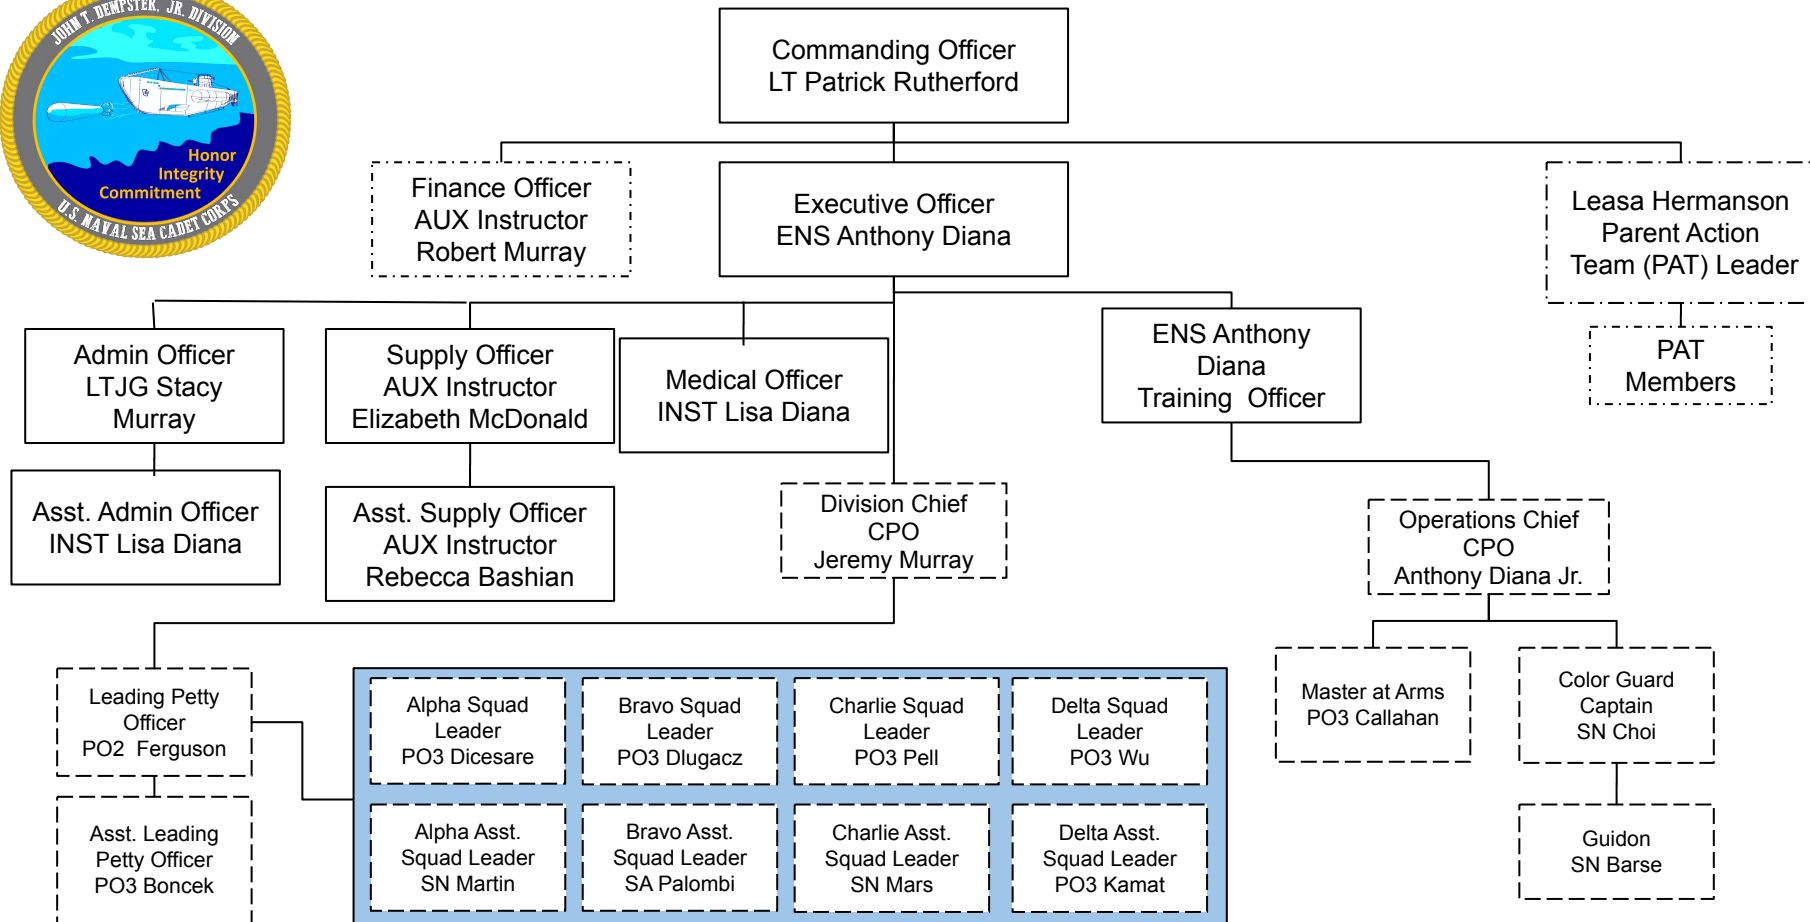 JOHN T. DEMPSTER, JR. DIVISION
Honor
Integrity
Commitment
U.S. NAVAL SEA CADET CORPS
Commanding Officer
LT Patrick Rutherford
Finance Officer
AUX Instructor
Robert Murray
Executive Officer
ENS Anthony Diana
Leasa Hermanson
Parent Action
Team (PAT) Leader
PAT
Members
Admin Officer
LTJG Stacy
Murray
Supply Officer
AUX Instructor
Elizabeth McDonald
Medical Officer
INST Lisa Diana
ENS Anthony
Diana
Training  Officer
Asst. Admin Officer
INST Lisa Diana
Asst. Supply Officer
AUX Instructor
Rebecca Bashian
Division Chief
CPO
Jeremy Murray
Operations Chief
CPO
Anthony Diana Jr.
Leading Petty
Officer
PO2  Ferguson
Alpha Squad
Leader
PO3 Dicesare
Bravo Squad
Leader
PO3 Dlugacz
Charlie Squad
Leader
PO3 Pell
Delta Squad
Leader
PO3 Wu
Master at Arms
PO3 Callahan
Color Guard
Captain
SN Choi
Asst. Leading
Petty Officer
PO3 Boncek
Alpha Asst.
Squad Leader
SN Martin
Bravo Asst.
Squad Leader
SA Palombi
Charlie Asst.
Squad Leader
SN Mars
Delta Asst.
Squad Leader
PO3 Kamat
Guidon
SN Barse